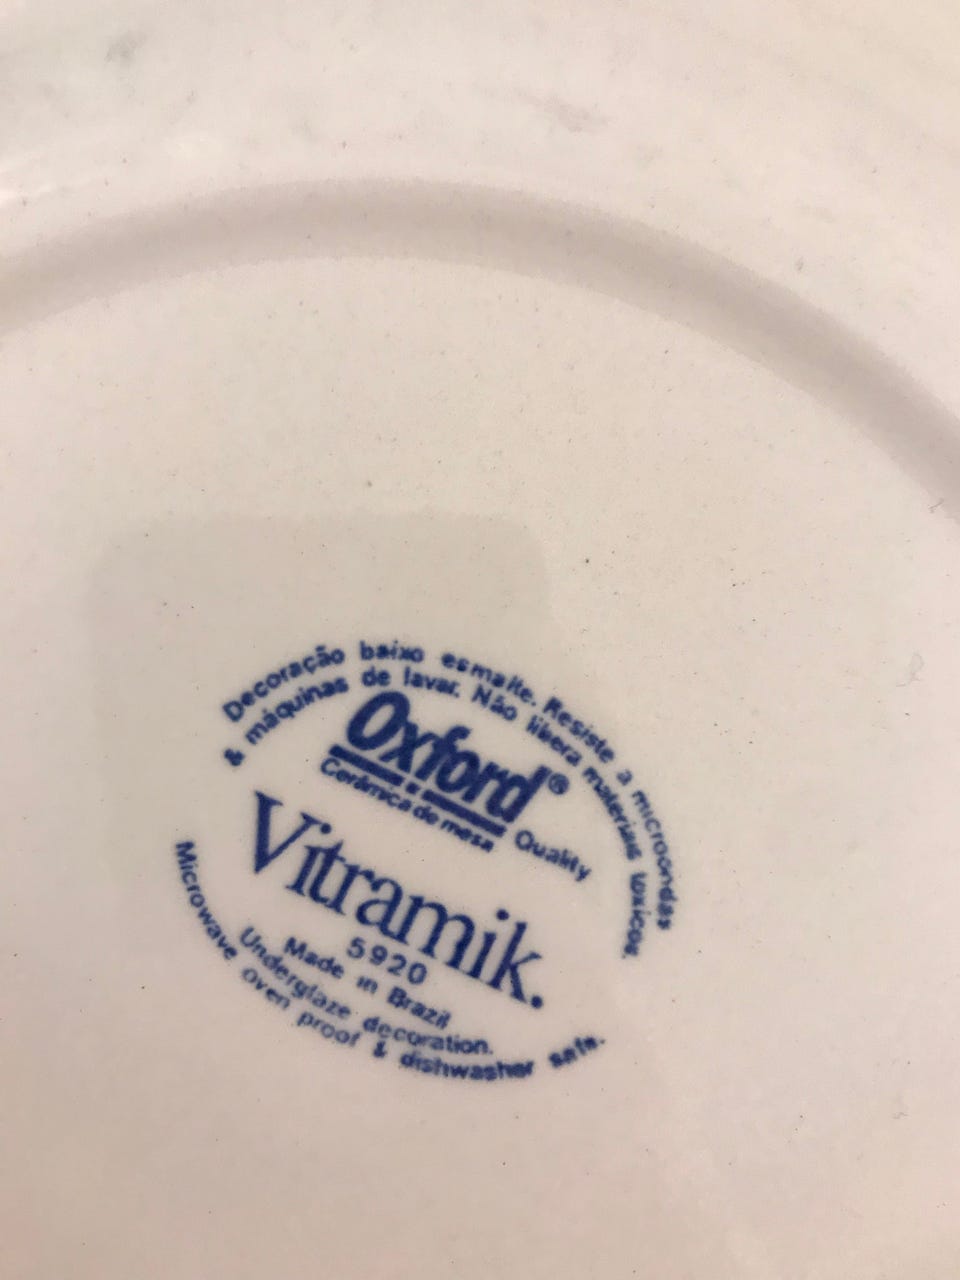 Decoração baixo esmalte. Resiste a microondas
& máquinas de lavar. Não libera materiais toxicos.
Oxford®
Cerâmica de mesa
Quality
Vitramik.
5920
Made in Brazil
Underglaze decoration.
Microwave oven proof & dishwasher safe.